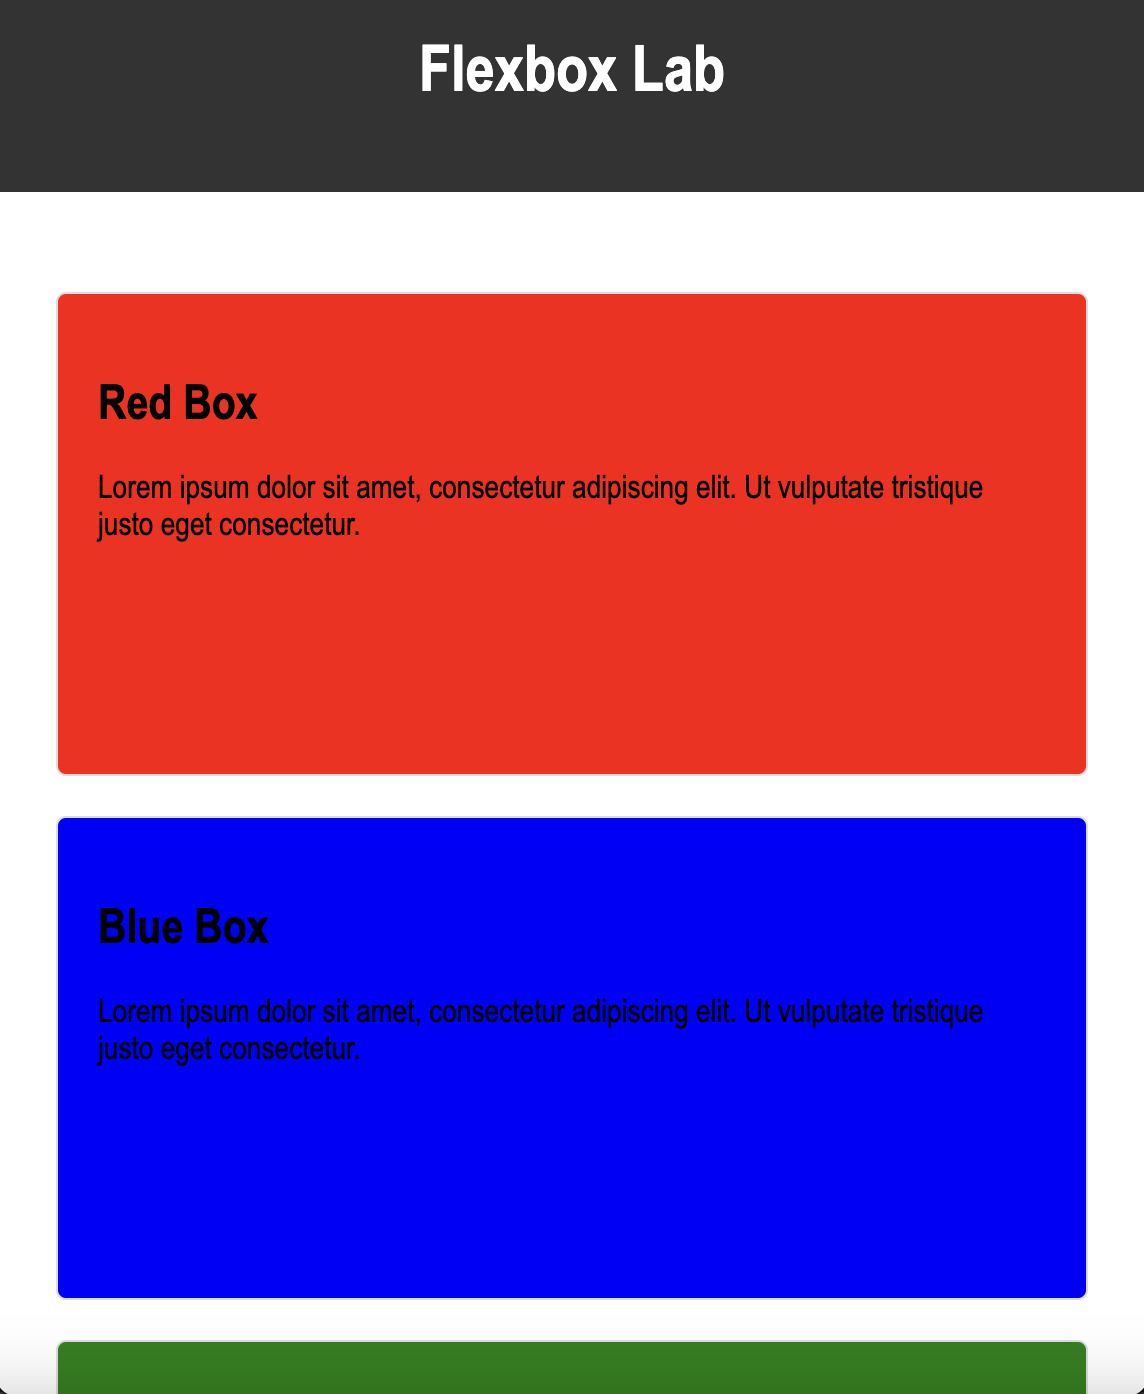 Flexbox Lab
Red Box
Lorem ipsum dolor sit amet, consectetur adipiscing elit. Ut vulputate tristique
justo eget consectetur.
Blue Box
Lorem ipsum dolor sit amet, consectetur adipiscing elit. Ut vulputate tristique
justo eget consectetur.